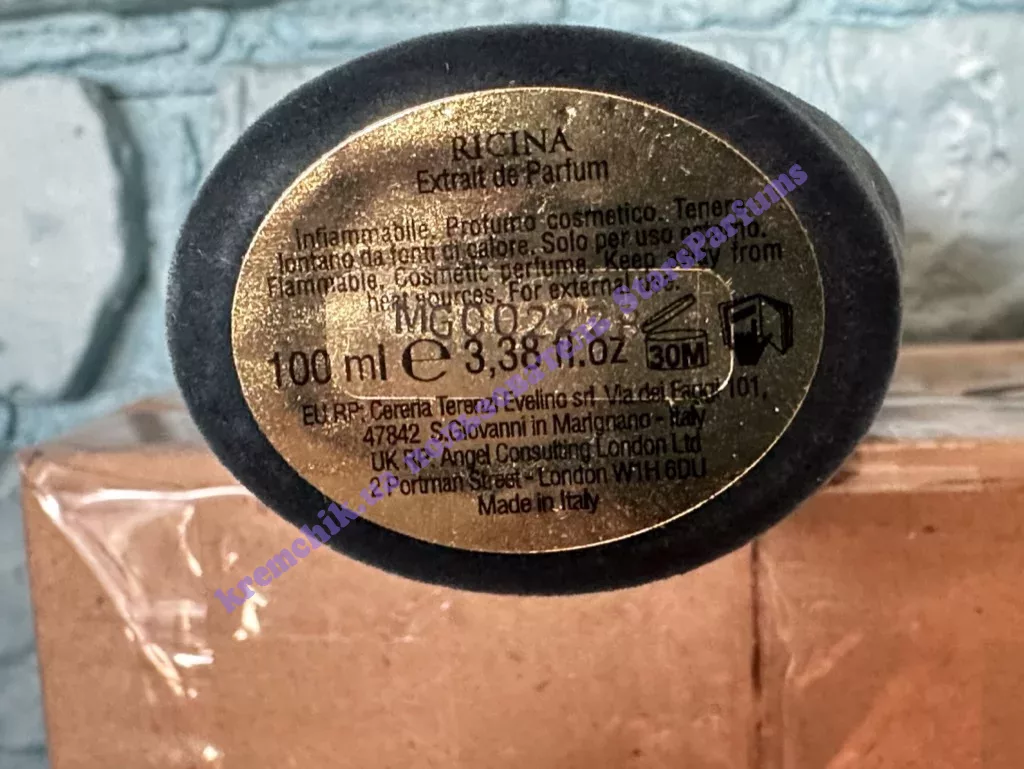 RICINA
Extrait de Parfum
Infiammabile. Profumo cosmetico. Tenere
lontano da fonti di calore. Solo per uso
Flammable, Cosmetic perfume. Keep away from
heat sources. For external use.
100 ml ℮ 3,38 fl.oz 30M
EU RP: Cereria Terenzi Evelino srl Via dei Fangi 101,
47842 S.Giovanni in Marignano - Italy
UK RP: Angel Consulting London Ltd
2 Portman Street - London W1H 6DU
Made in Italy
StarsParfums